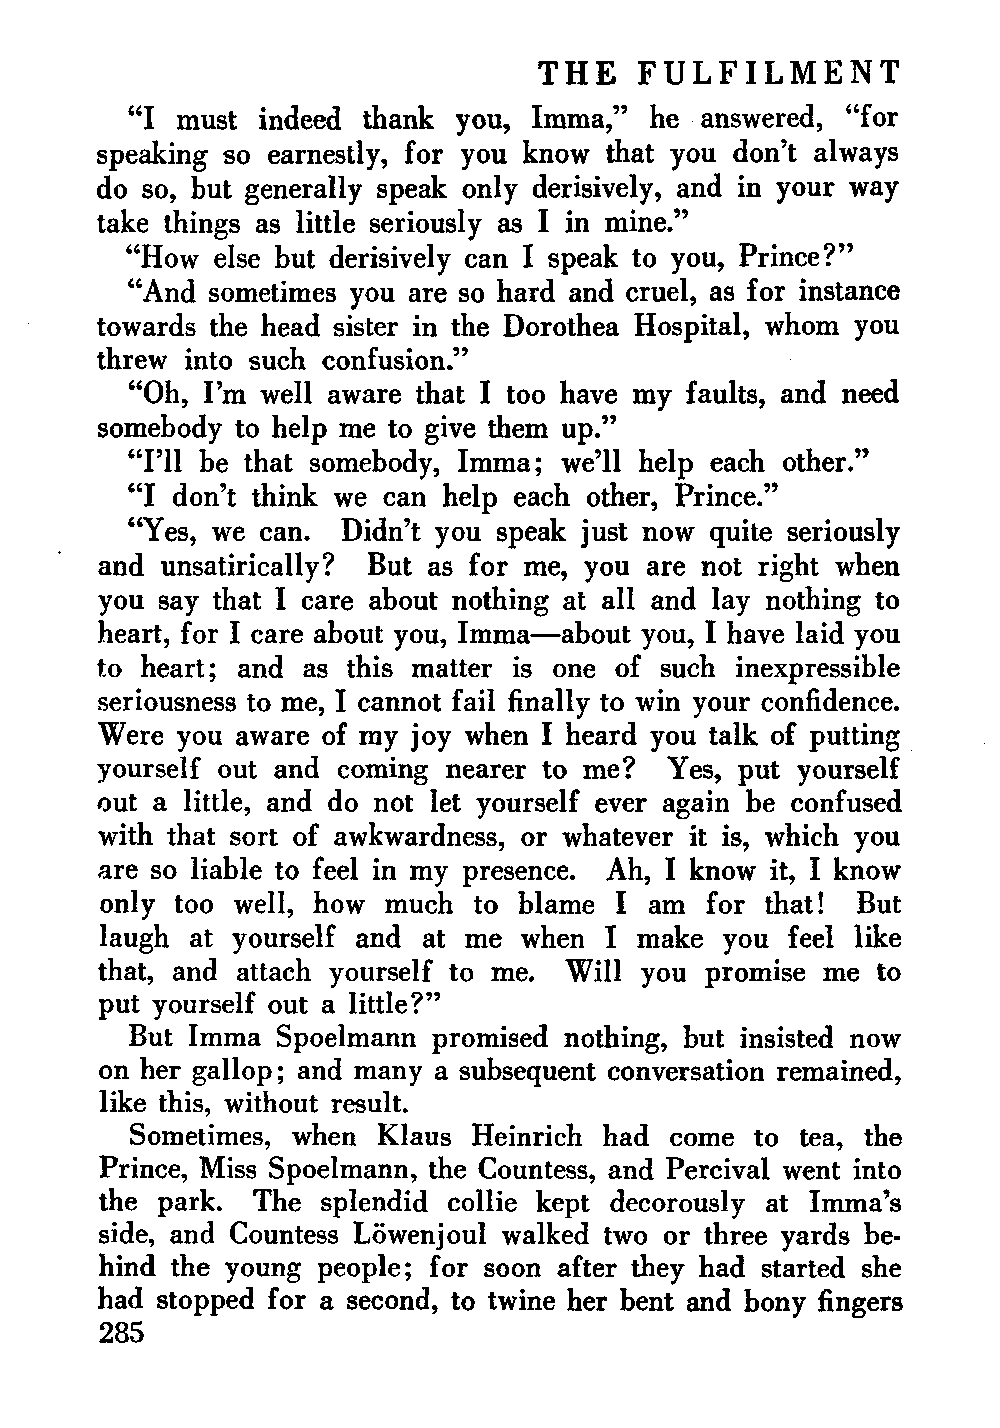 THE FULFILMENT
“I must indeed thank you, Imma,” he answered, “for
speaking so earnestly, for you know that you don’t always
do so, but generally speak only derisively, and in your way
take things as little seriously as I in mine.”
“How else but derisively can I speak to you, Prince?”
“And sometimes you are so hard and cruel, as for instance
towards the head sister in the Dorothea Hospital, whom you
threw into such confusion.”
“Oh, I’m well aware that I too have my faults, and need
somebody to help me to give them up.”
“I’ll be that somebody, Imma; we’ll help each other.”
“I don’t think we can help each other, Prince.”
“Yes, we can. Didn’t you speak just now quite seriously
and unsatirically? But as for me, you are not right when
you say that I care about nothing at all and lay nothing to
heart, for I care about you, Imma—about you, I have laid you
to heart; and as this matter is one of such inexpressible
seriousness to me, I cannot fail finally to win your confidence.
Were you aware of my joy when I heard you talk of putting
yourself out and coming nearer to me? Yes, put yourself
out a little, and do not let yourself ever again be confused
with that sort of awkwardness, or whatever it is, which you
are so liable to feel in my presence. Ah, I know it, I know
only too well, how much to blame I am for that! But
laugh at yourself and at me when I make you feel like
that, and attach yourself to me. Will you promise me to
put yourself out a little?”
But Imma Spoelmann promised nothing, but insisted now
on her gallop; and many a subsequent conversation remained,
like this, without result.
Sometimes, when Klaus Heinrich had come to tea, the
Prince, Miss Spoelmann, the Countess, and Percival went into
the park. The splendid collie kept decorously at Imma’s
side, and Countess Löwenjoul walked two or three yards be-
hind the young people; for soon after they had started she
had stopped for a second, to twine her bent and bony fingers
285